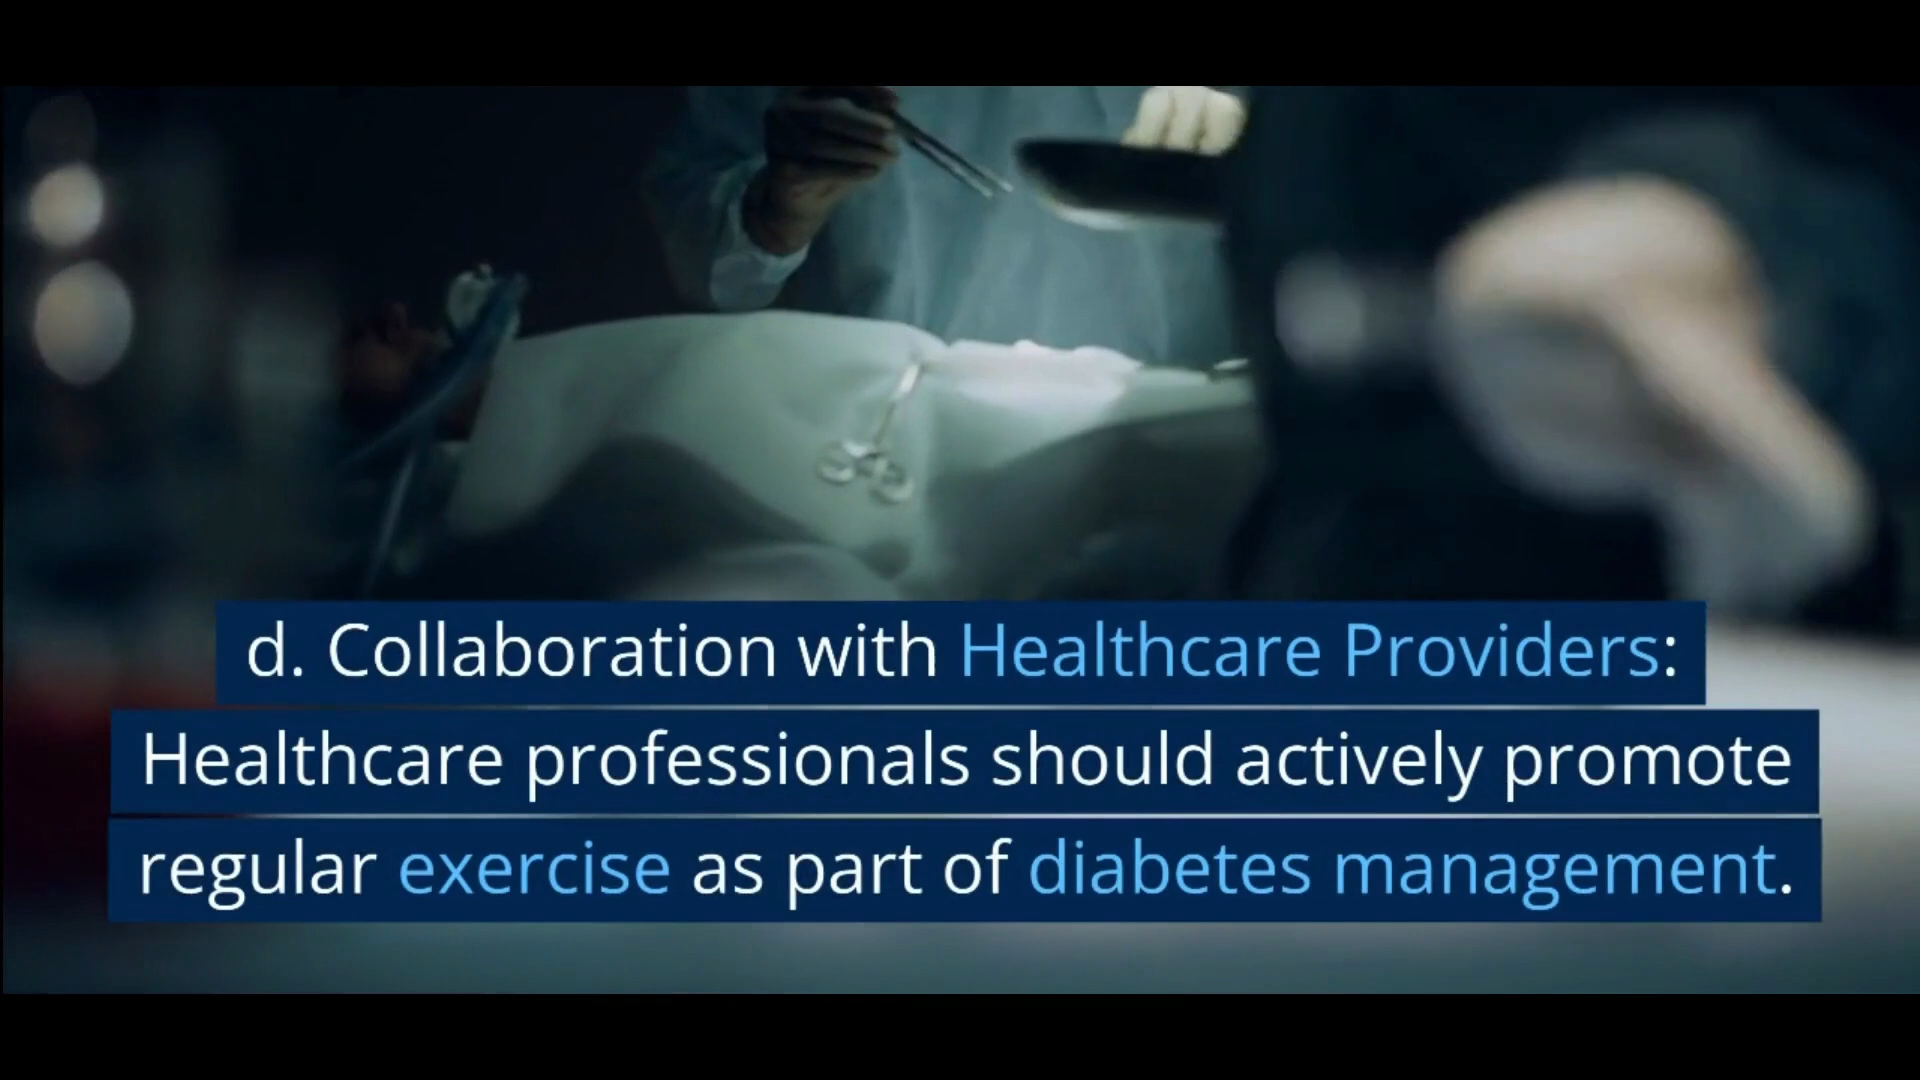 d. Collaboration with Healthcare Providers:
Healthcare professionals should actively promote
regular exercise as part of diabetes management.